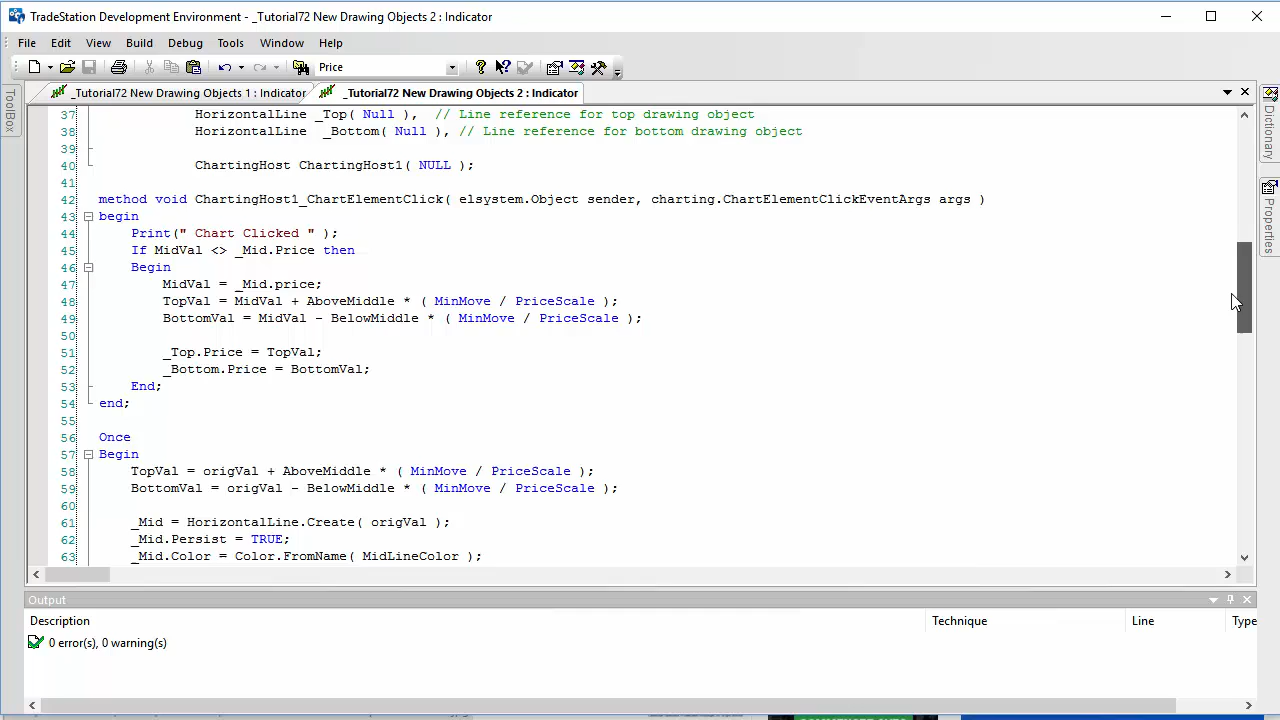 TradeStation Development Environment - _Tutorial72 New Drawing Objects 2 : Indicator
File Edit View Build Debug Tools Window Help
Price
_Tutorial72 New Drawing Objects 1 : Indicator _Tutorial72 New Drawing Objects 2 : Indicator
ToolBox
Dictionary
Properties
37 HorizontalLine _Top( Null ), // Line reference for top drawing object
38 HorizontalLine _Bottom( Null ), // Line reference for bottom drawing object
39
40 ChartingHost ChartingHost1( NULL );
41
42 method void ChartingHost1_ChartElementClick( elsystem.Object sender, charting.ChartElementClickEventArgs args )
43 begin
44 Print(" Chart Clicked " );
45 If MidVal <> _Mid.Price then
46 Begin
47 MidVal = _Mid.price;
48 TopVal = MidVal + AboveMiddle * ( MinMove / PriceScale );
49 BottomVal = MidVal - BelowMiddle * ( MinMove / PriceScale );
50
51 _Top.Price = TopVal;
52 _Bottom.Price = BottomVal;
53 End;
54 end;
55
56 Once
57 Begin
58 TopVal = origVal + AboveMiddle * ( MinMove / PriceScale );
59 BottomVal = origVal - BelowMiddle * ( MinMove / PriceScale );
60
61 _Mid = HorizontalLine.Create( origVal );
62 _Mid.Persist = TRUE;
63 _Mid.Color = Color.FromName( MidLineColor );
Output
Description Technique Line Type
0 error(s), 0 warning(s)